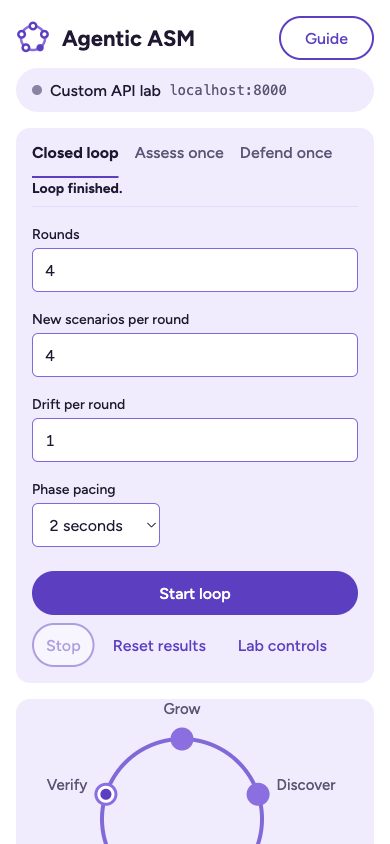 Agentic ASM
Guide
Custom API lab localhost:8000
Closed loop Assess once Defend once
Loop finished.
Rounds
4
New scenarios per round
4
Drift per round
1
Phase pacing
2 seconds
Start loop
Stop Reset results Lab controls
Grow
Verify Discover